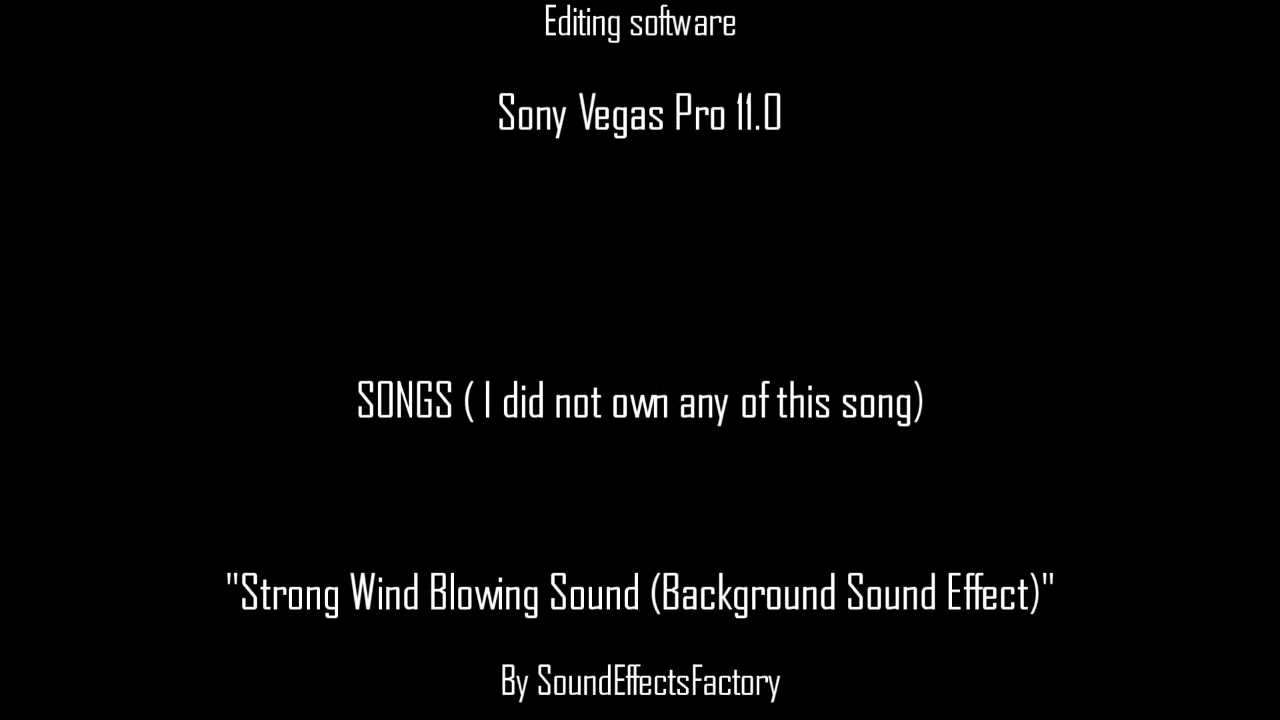 Editing software
Sony Vegas Pro 11.0
SONGS ( I did not own any of this song)
"Strong Wind Blowing Sound (Background Sound Effect)"
By SoundEffectsFactory